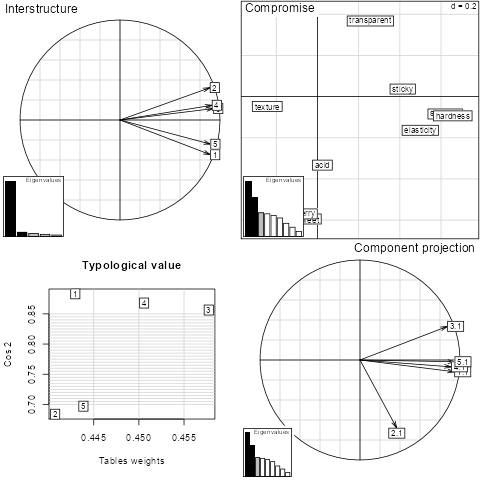 Interstructure
2
4
5
1
Eigenvalues
Compromise
d = 0.2
transparent
sticky
texture
hardness
elasticity
acid
Eigenvalues
Typological value
1
4
3
5
2
Cos 2
0.70
0.75
0.80
0.85
0.445
0.450
0.455
Tables weights
Component projection
3.1
5.1
2.1
Eigenvalues